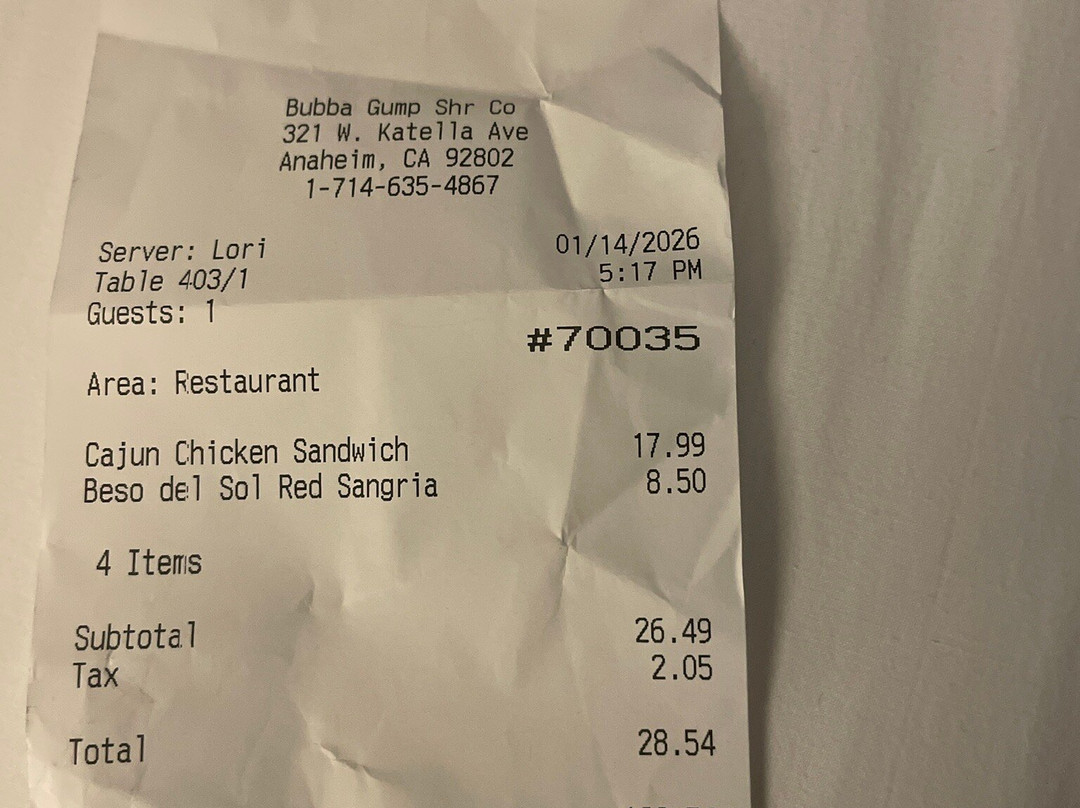 Bubba Gump Shr Co
321 W. Katella Ave
Anaheim, CA 92802
1-714-635-4867
Server: Lori 01/14/2026
Table 403/1 5:17 PM
Guests: 1
#70035
Area: Restaurant
Cajun Chicken Sandwich 17.99
Beso del Sol Red Sangria 8.50
4 Items
Subtotal 26.49
Tax 2.05
Total 28.54